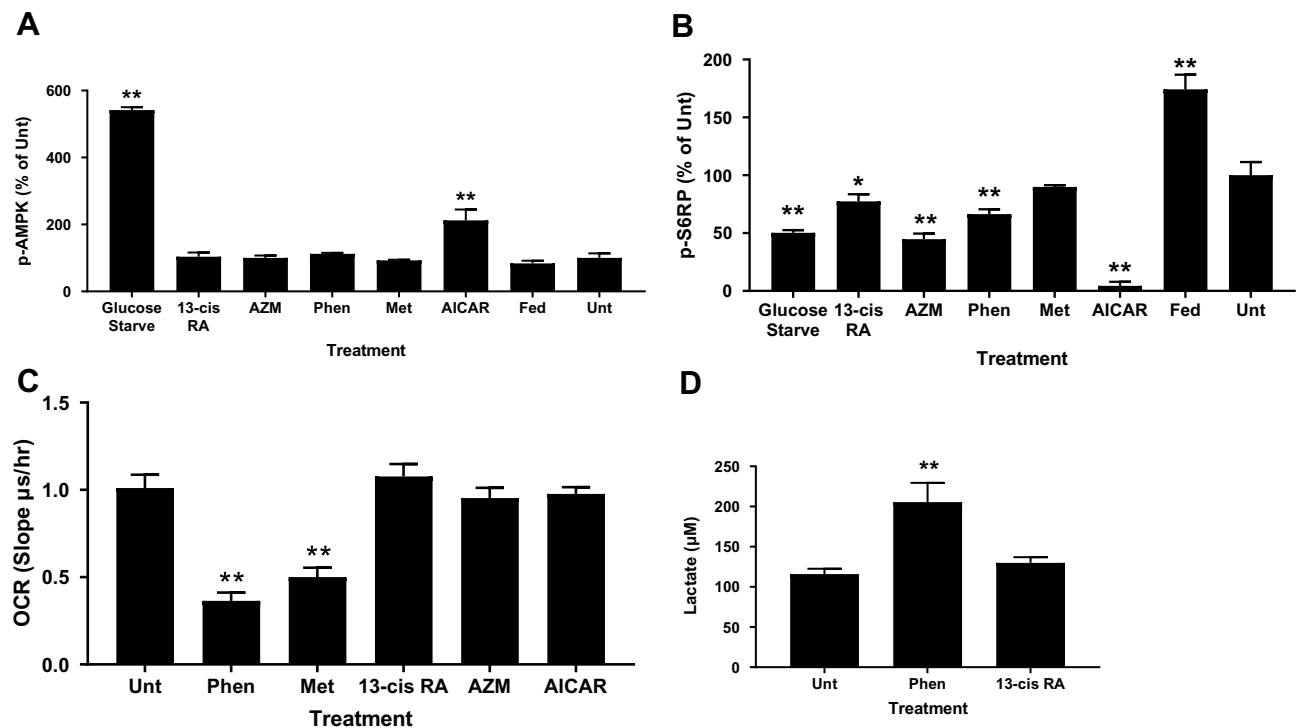 A
p-AMPK (% of Unt)
600
400
200
0
**
**
Glucose Starve
13-cis RA
AZM
Phen
Met
AICAR
Fed
Unt
Treatment
B
p-S6RP (% of Unt)
200
150
100
50
0
**
*
**
**
**
**
Glucose Starve
13-cis RA
AZM
Phen
Met
AICAR
Fed
Unt
Treatment
C
OCR (Slope µs/hr)
1.5
1.0
0.5
0.0
**
**
Unt
Phen
Met
13-cis RA
AZM
AICAR
Treatment
D
Lactate (µM)
250
200
150
100
50
0
**
Unt
Phen
13-cis RA
Treatment